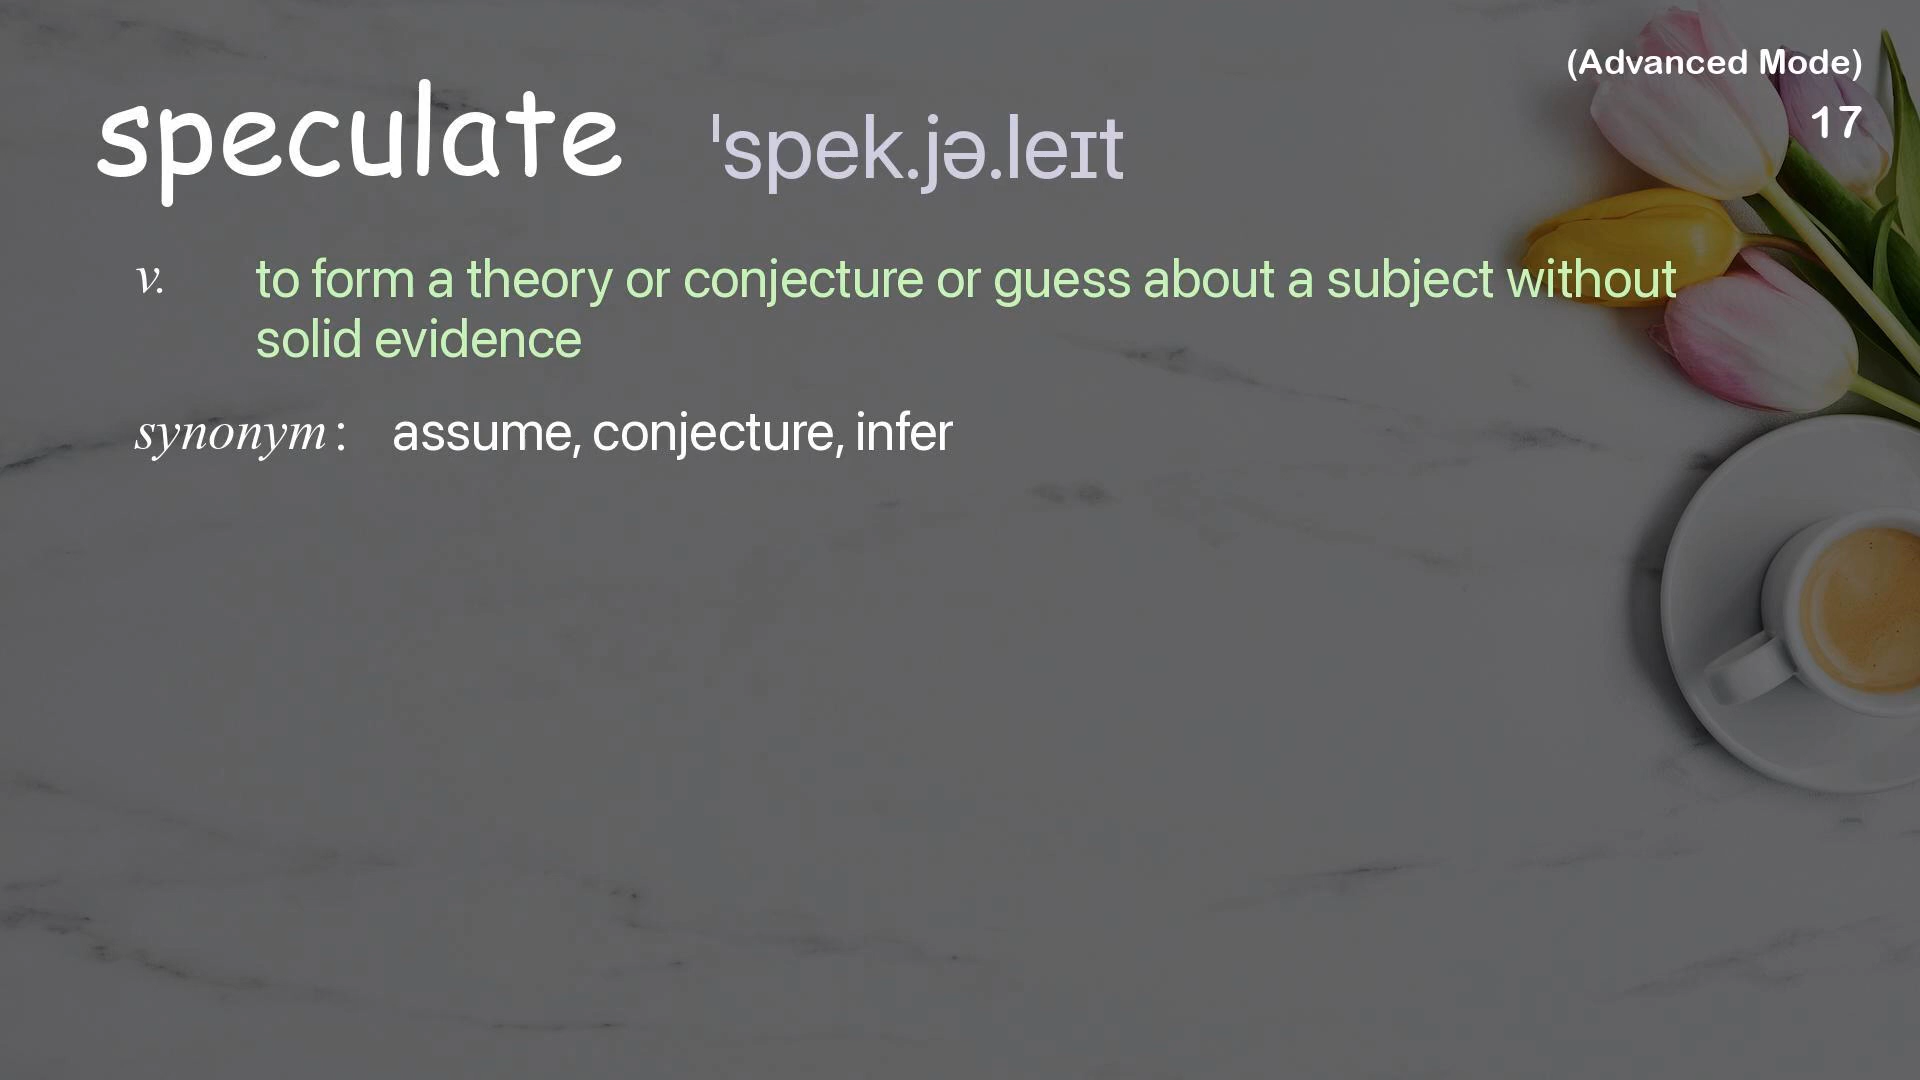 (Advanced Mode)
speculate ˈspek.jə.leɪt
17
v. to form a theory or conjecture or guess about a subject without
solid evidence
synonym : assume, conjecture, infer